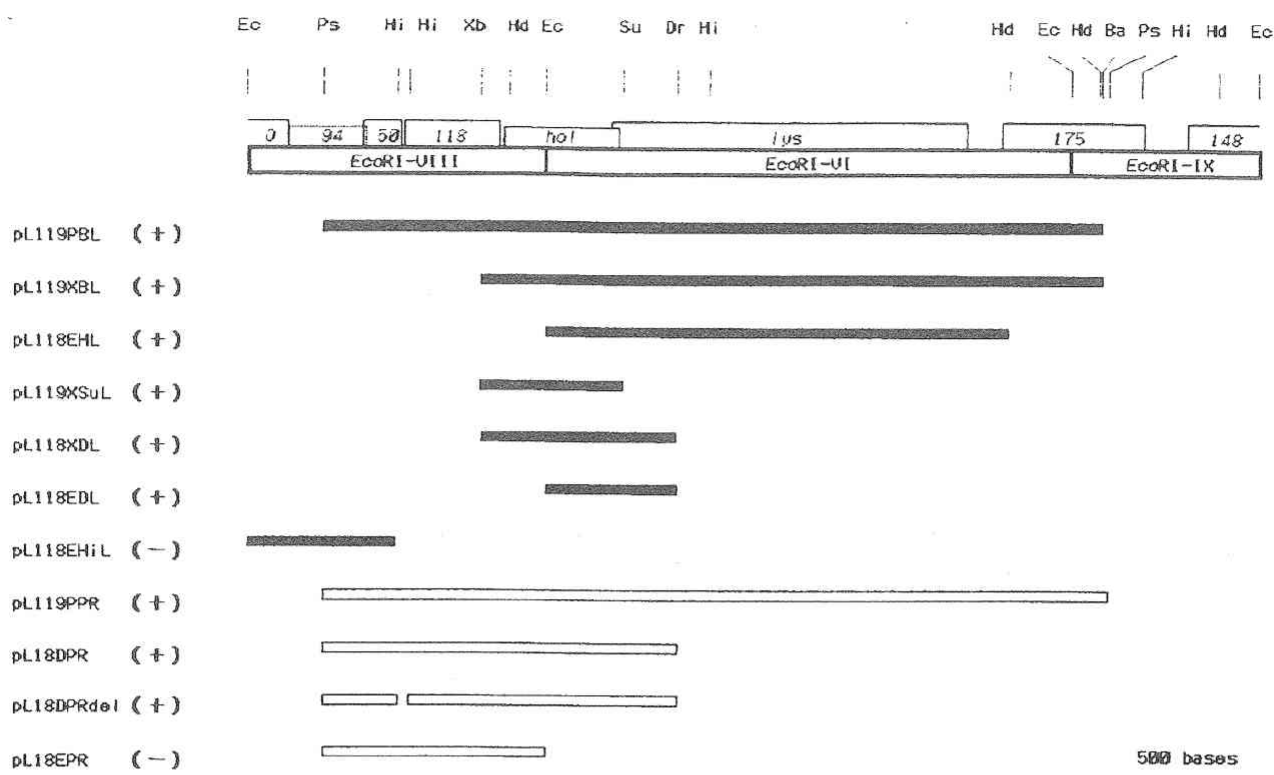 Ec Ps Hi Hi Xb Hd Ec Su Dr Hi Hd Ec Hd Ba Ps Hi Hd Ec
0 94 50 118 hol lys 175 148
EcoRI-VIII EcoRI-VI EcoRI-IX
pL119PBL (+)
pL119XBL (+)
pL118EHL (+)
pL119XSuL (+)
pL118XDL (+)
pL118EDL (+)
pL118EHiL (-)
pL119PPR (+)
pL18DPR (+)
pL18DPRdel (+)
pL18EPR (-)
500 bases